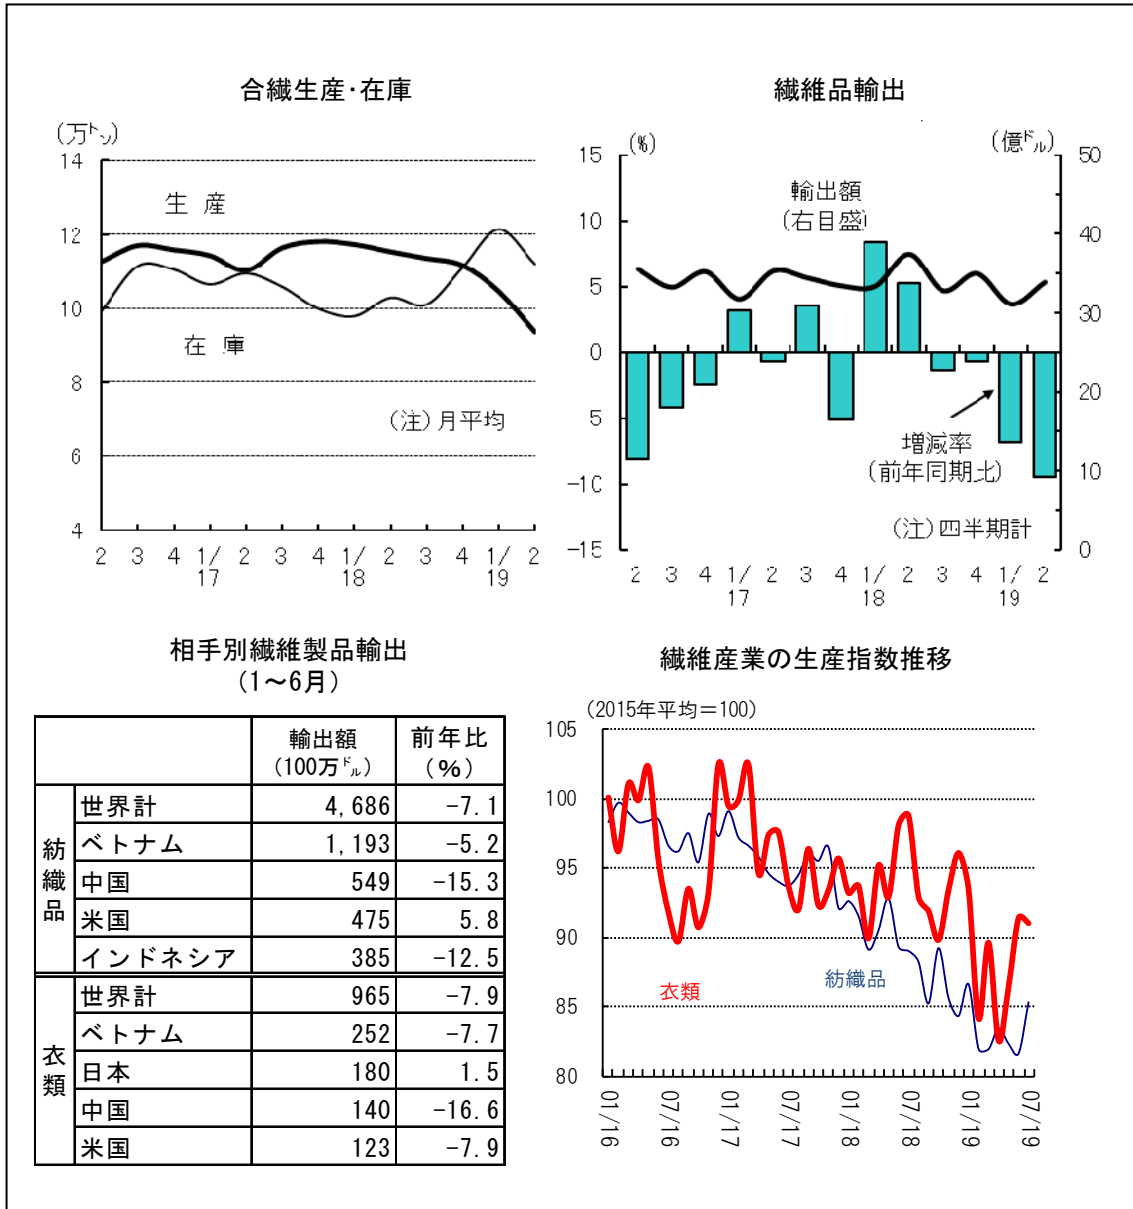 合繊生産･在庫
(万㌧)
14
12
10
8
6
4
生 産
在 庫
(注)月平均
2 3 4 1/17 2 3 4 1/18 2 3 4 1/19 2
繊維品輸出
(%)
(億㌦)
15
10
5
0
5
-10
-15
50
40
30
20
10
0
輸出額
(右目盛)
増減率
(前年同期比)
(注)四半期計
2 3 4 1/17 2 3 1/18 2 3 4 1/19 2
相手別繊維製品輸出
(1～6月)
輸出額 前年比
(100万㌦) (%)
紡織品
世界計 4,686 -7.1
ベトナム 1,193 -5.2
中国 549 -15.3
米国 475 5.8
インドネシア 385 -12.5
衣類
世界計 965 -7.9
ベトナム 252 -7.7
日本 180 1.5
中国 140 -16.6
米国 123 -7.9
繊維産業の生産指数推移
(2015年平均＝100)
105
100
95
90
85
80
衣類
紡織品
01/16 07/16 01/17 07/17 01/18 07/18 01/19 07/19